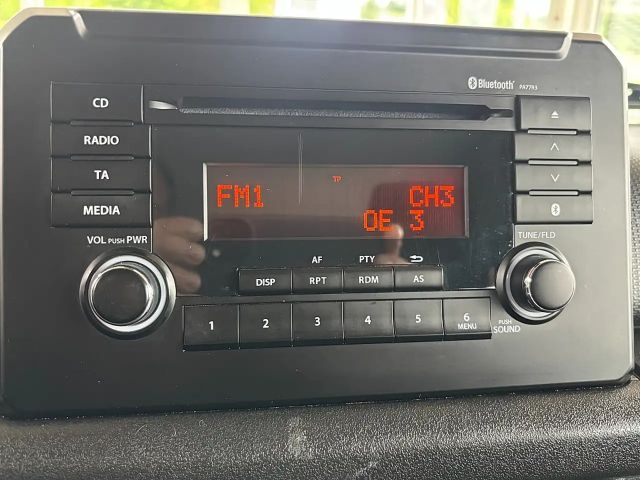 Bluetooth® PA77R3
CD
RADIO
TA
MEDIA
TP
FM1 CH3
OE 3
VOL PUSH PWR
TUNE/FLD
AF PTY
DISP RPT RDM AS
1 2 3 4 5 6
MENU
PUSH
SOUND